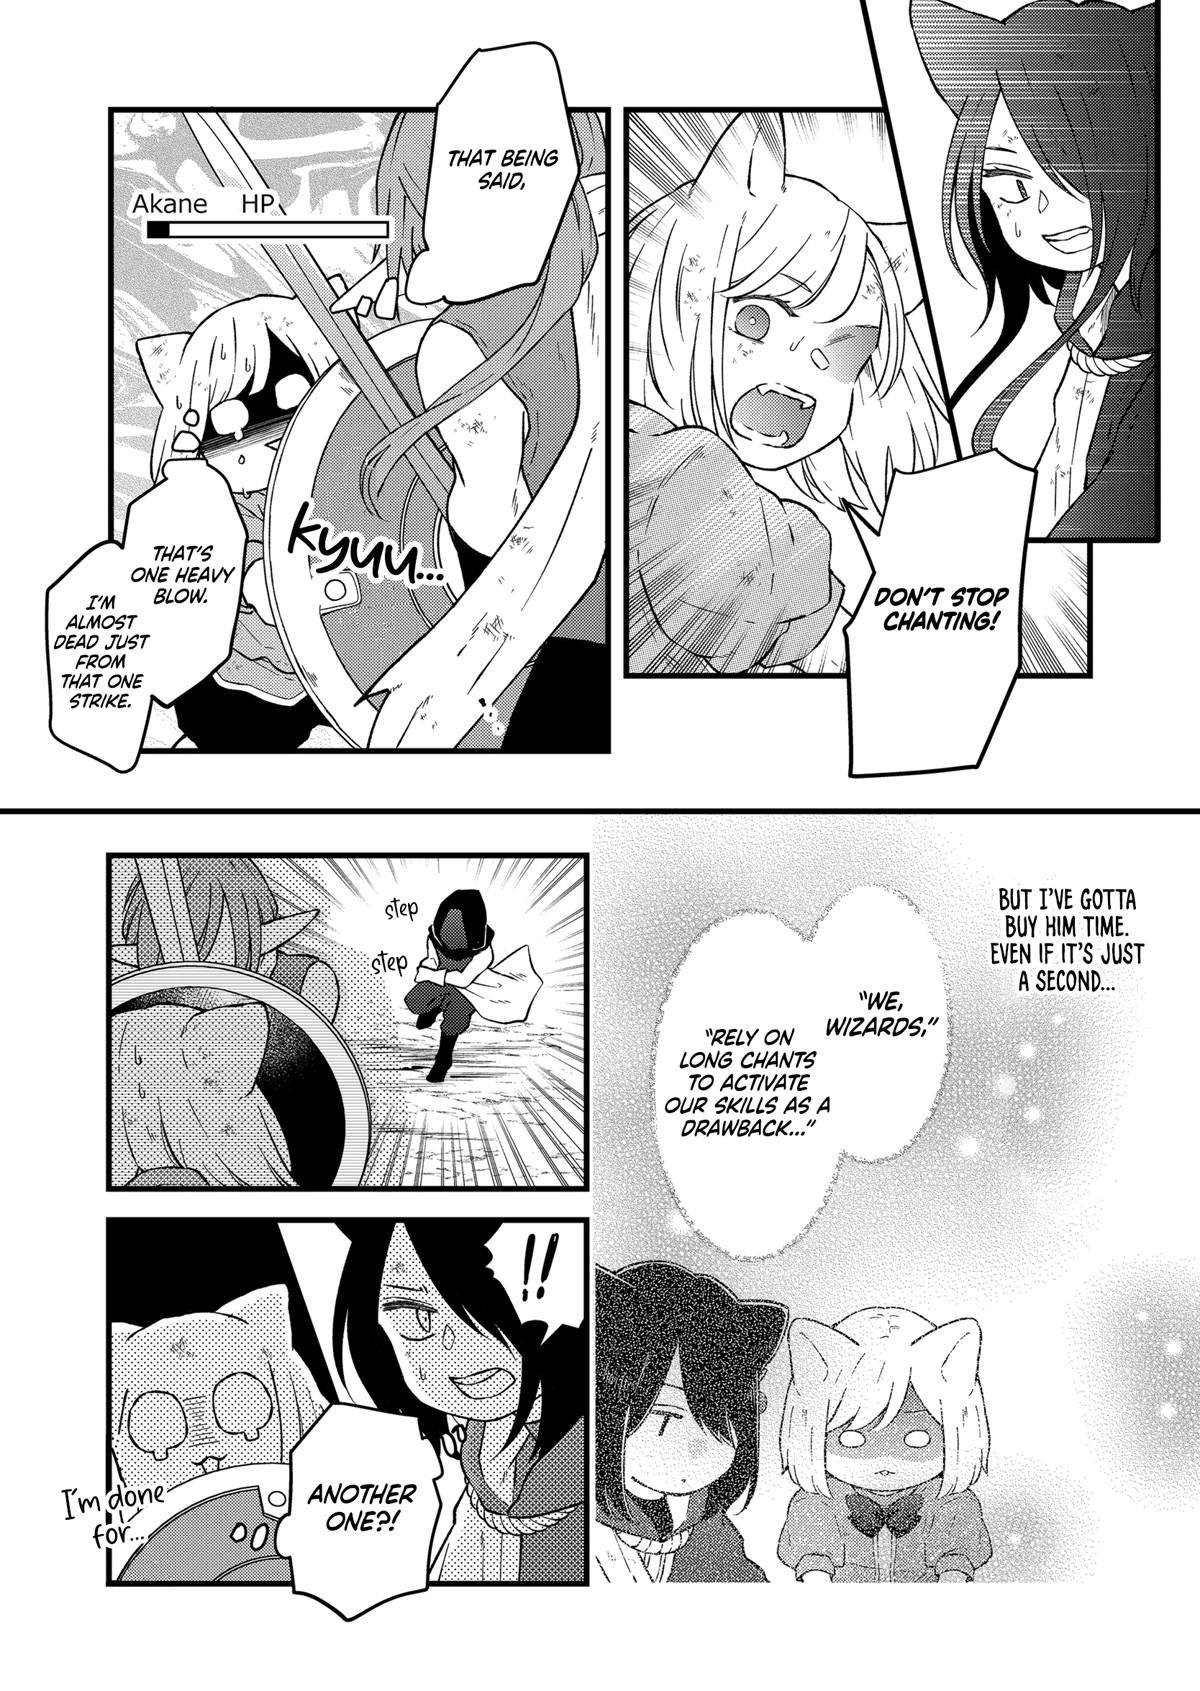 DON'T STOP
CHANTING!
THAT BEING
SAID,
Akane HP
kyuu...
THAT'S
ONE HEAVY
BLOW.
I'M
ALMOST
DEAD JUST
FROM
THAT ONE
STRIKE.
BUT I'VE GOTTA
BUY HIM TIME.
EVEN IF IT'S JUST
A SECOND...
"WE,
WIZARDS,"
"RELY ON
LONG CHANTS
TO ACTIVATE
OUR SKILLS AS A
DRAWBACK..."
step
step
!!
ANOTHER
ONE?!
I'm done
for...